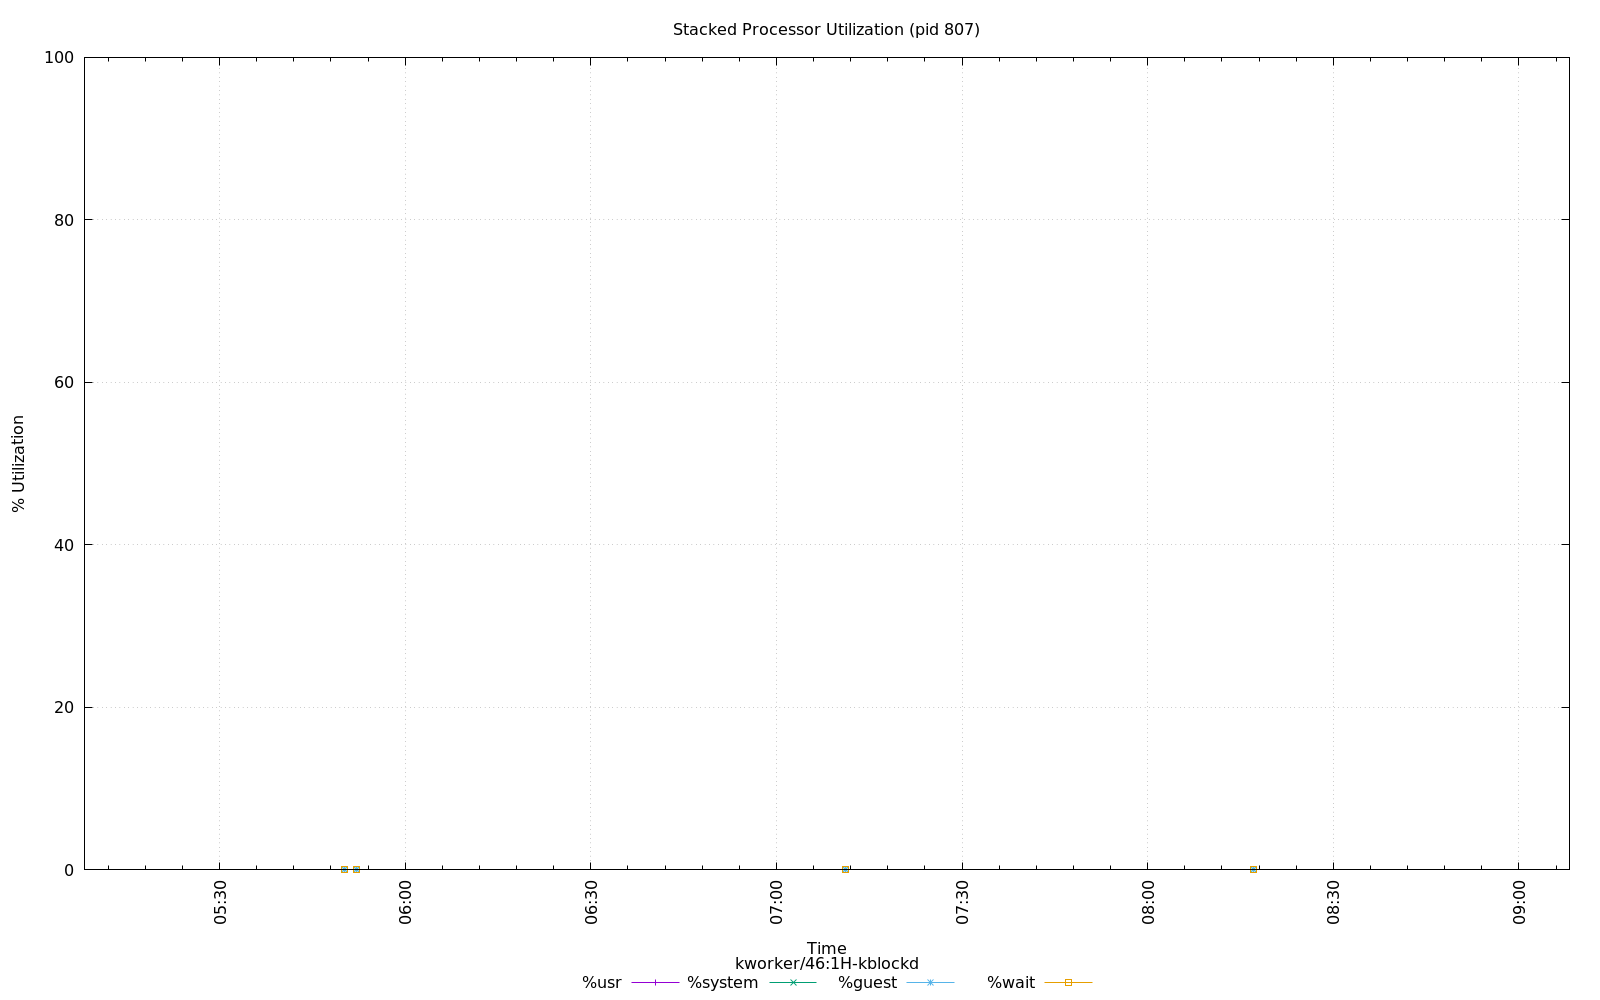 Stacked Processor Utilization (pid 807)
100
80
60
40
20
0
% Utilization
05:30 06:00 06:30 07:00 07:30 08:00 08:30 09:00
Time
kworker/46:1H-kblockd
%usr %system %guest %wait